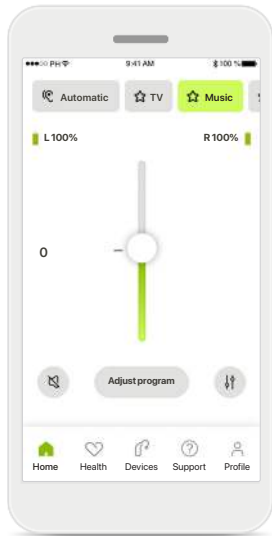 PH 9:41 AM 100 %
Automatic TV Music
L 100% R 100%
0
Adjust program
Home Health Devices Support Profile